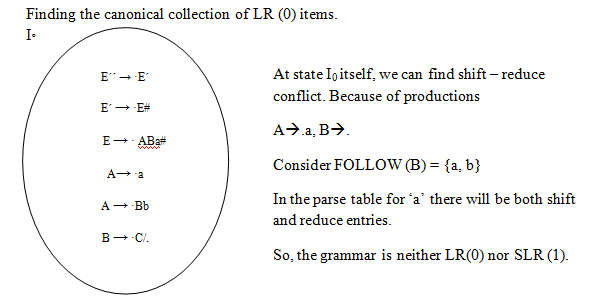 Finding the canonical collection of LR (0) items.
I₀
E´´ → ·E´
E´ → ·E#
E → · ABa#
A→ ·a
A → ·Bb
B → ·C/.
At state I₀ itself, we can find shift – reduce
conflict. Because of productions
A→.a, B→.
Consider FOLLOW (B) = {a, b}
In the parse table for ‘a’ there will be both shift
and reduce entries.
So, the grammar is neither LR(0) nor SLR (1).